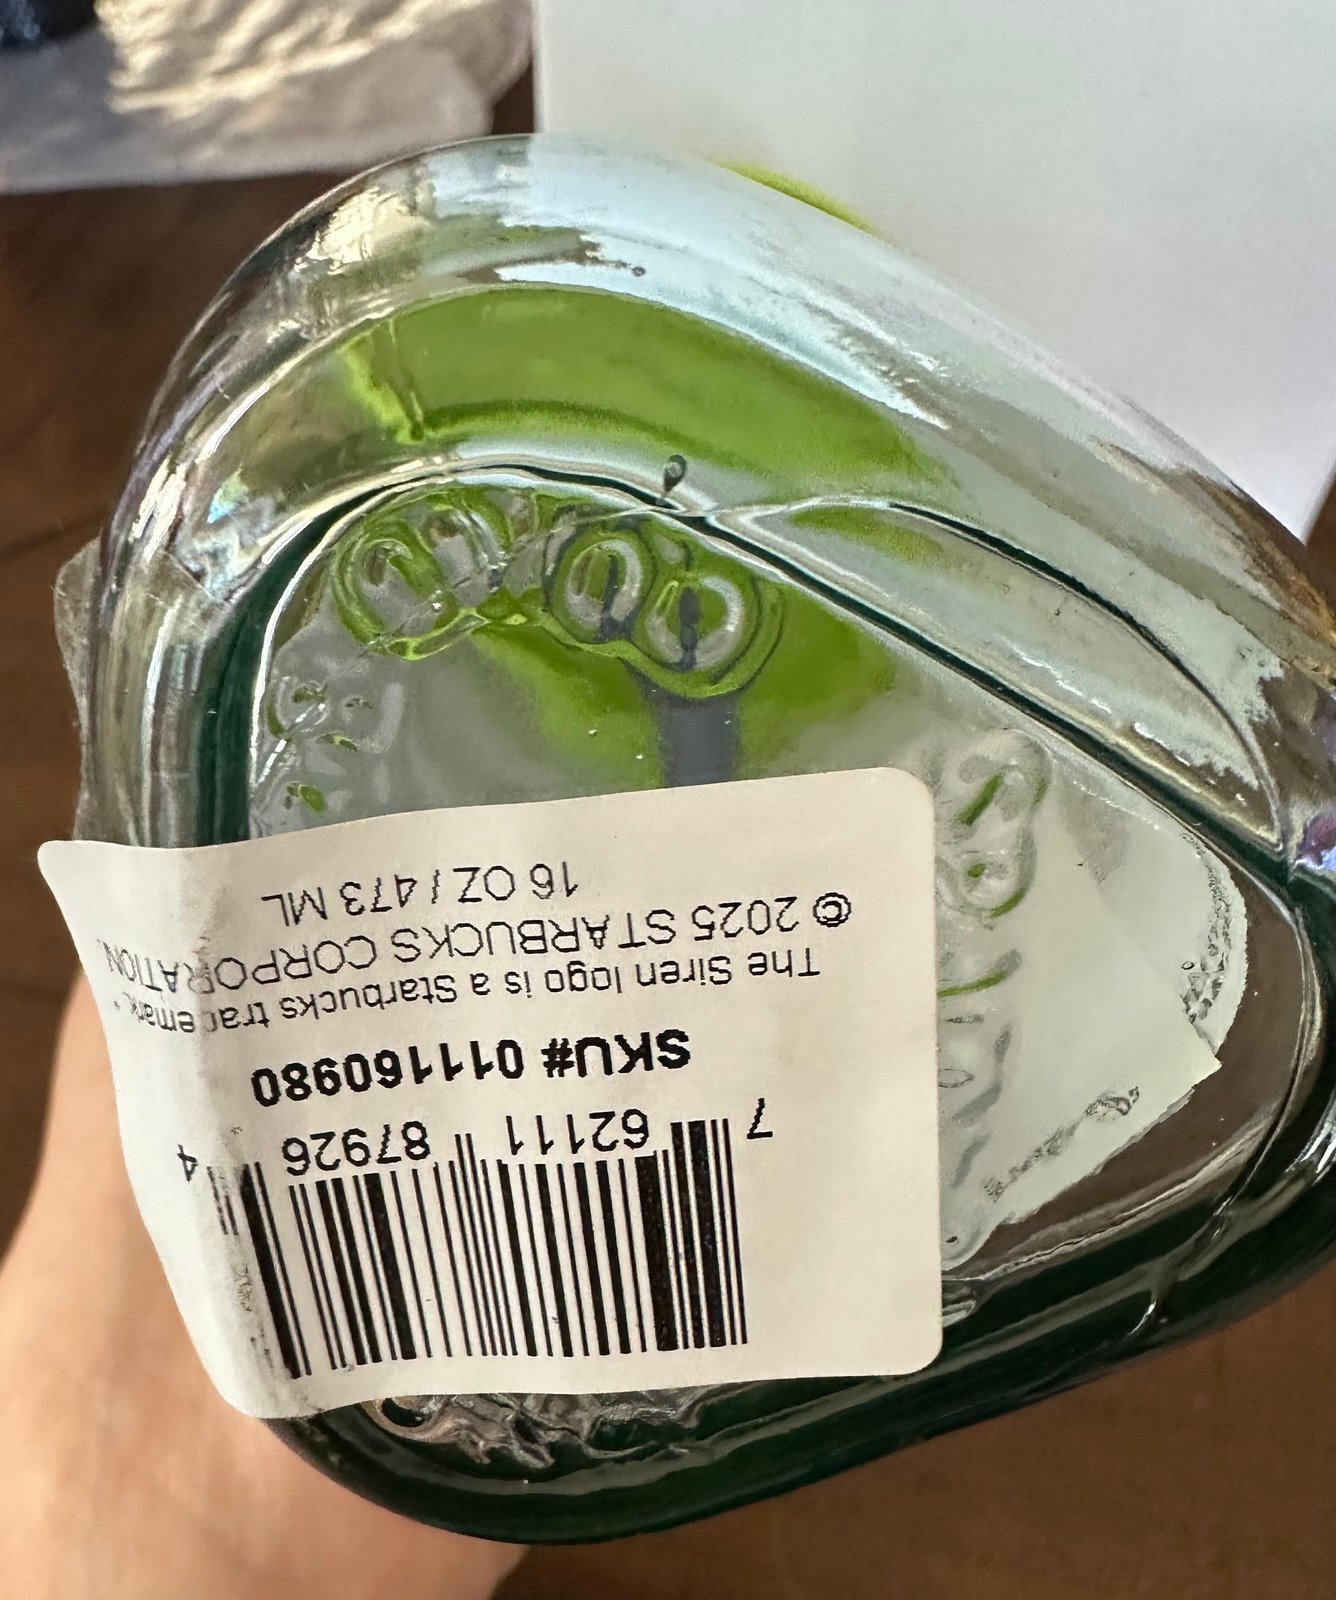 7 62111 87926 4
SKU# 011160980
The Siren logo is a Starbucks trademark.
© 2025 STARBUCKS CORPORATION
16 OZ / 473 ML